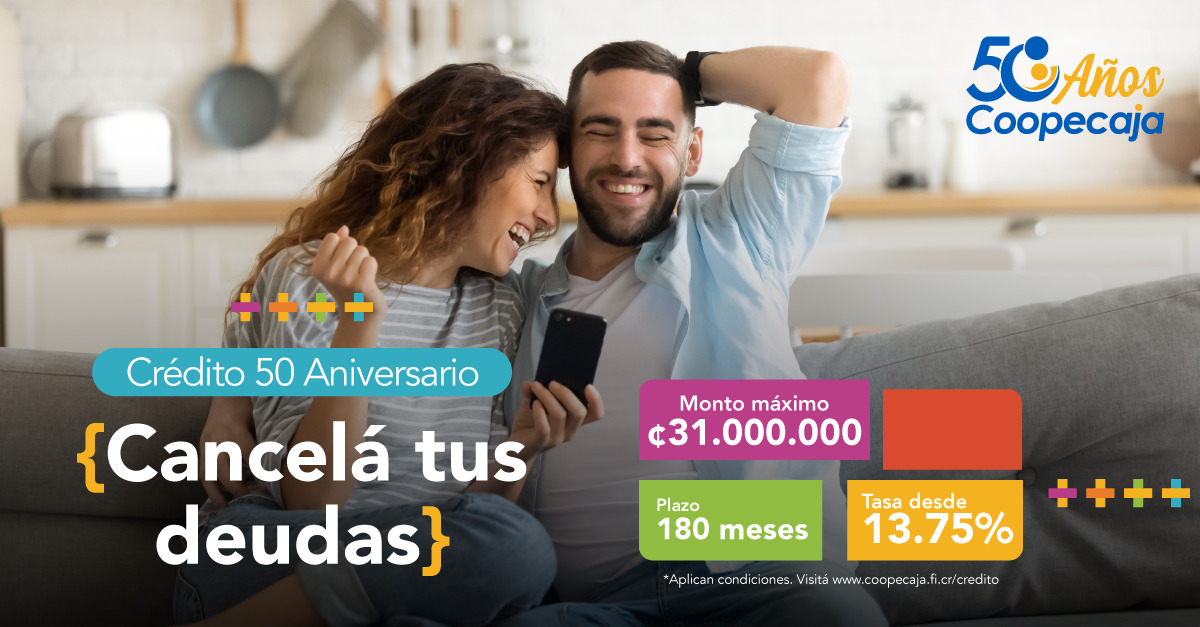 50 Años
Coopecaja
Crédito 50 Aniversario
{Cancelá tus
deudas}
Monto máximo
₡31.000.000
Plazo
180 meses
Tasa desde
13.75%
*Aplican condiciones. Visitá www.coopecaja.fi.cr/credito